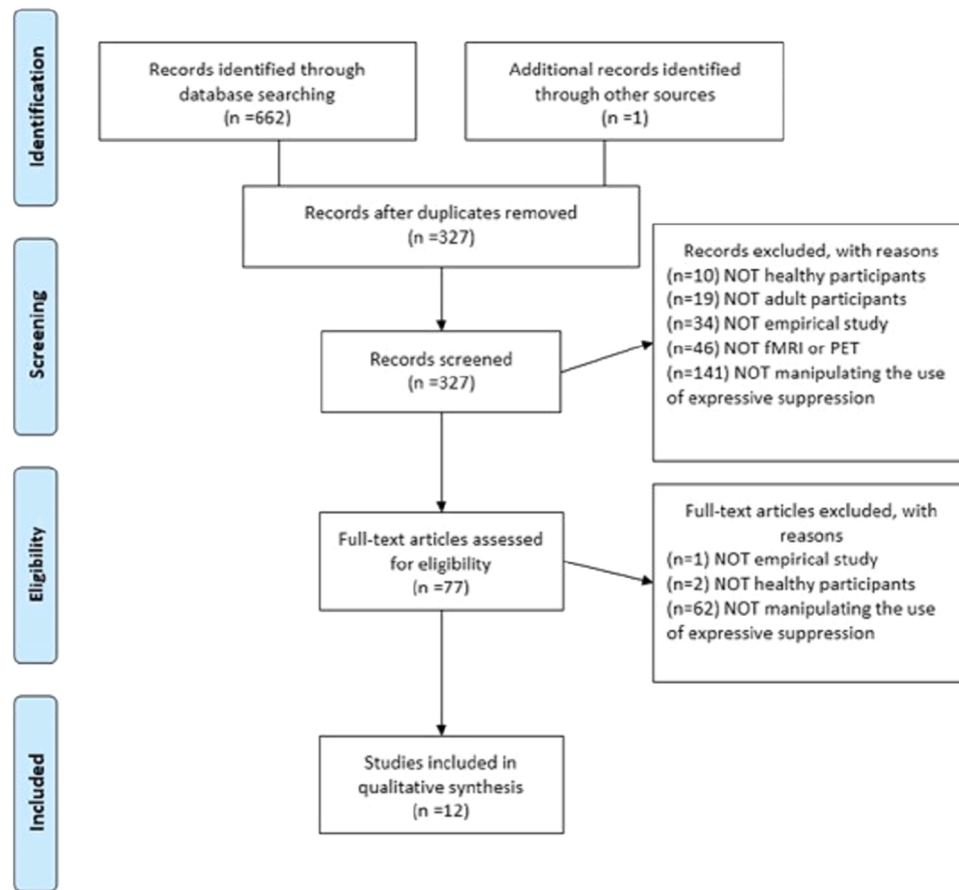 Identification
Records identified through
database searching
(n =662)
Additional records identified
through other sources
(n =1)
Records after duplicates removed
(n =327)
Screening
Records screened
(n =327)
Records excluded, with reasons
(n=10) NOT healthy participants
(n=19) NOT adult participants
(n=34) NOT empirical study
(n=46) NOT fMRI or PET
(n=141) NOT manipulating the use
of expressive suppression
Eligibility
Full-text articles assessed
for eligibility
(n =77)
Full-text articles excluded, with
reasons
(n=1) NOT empirical study
(n=2) NOT healthy participants
(n=62) NOT manipulating the use
of expressive suppression
Included
Studies included in
qualitative synthesis
(n =12)